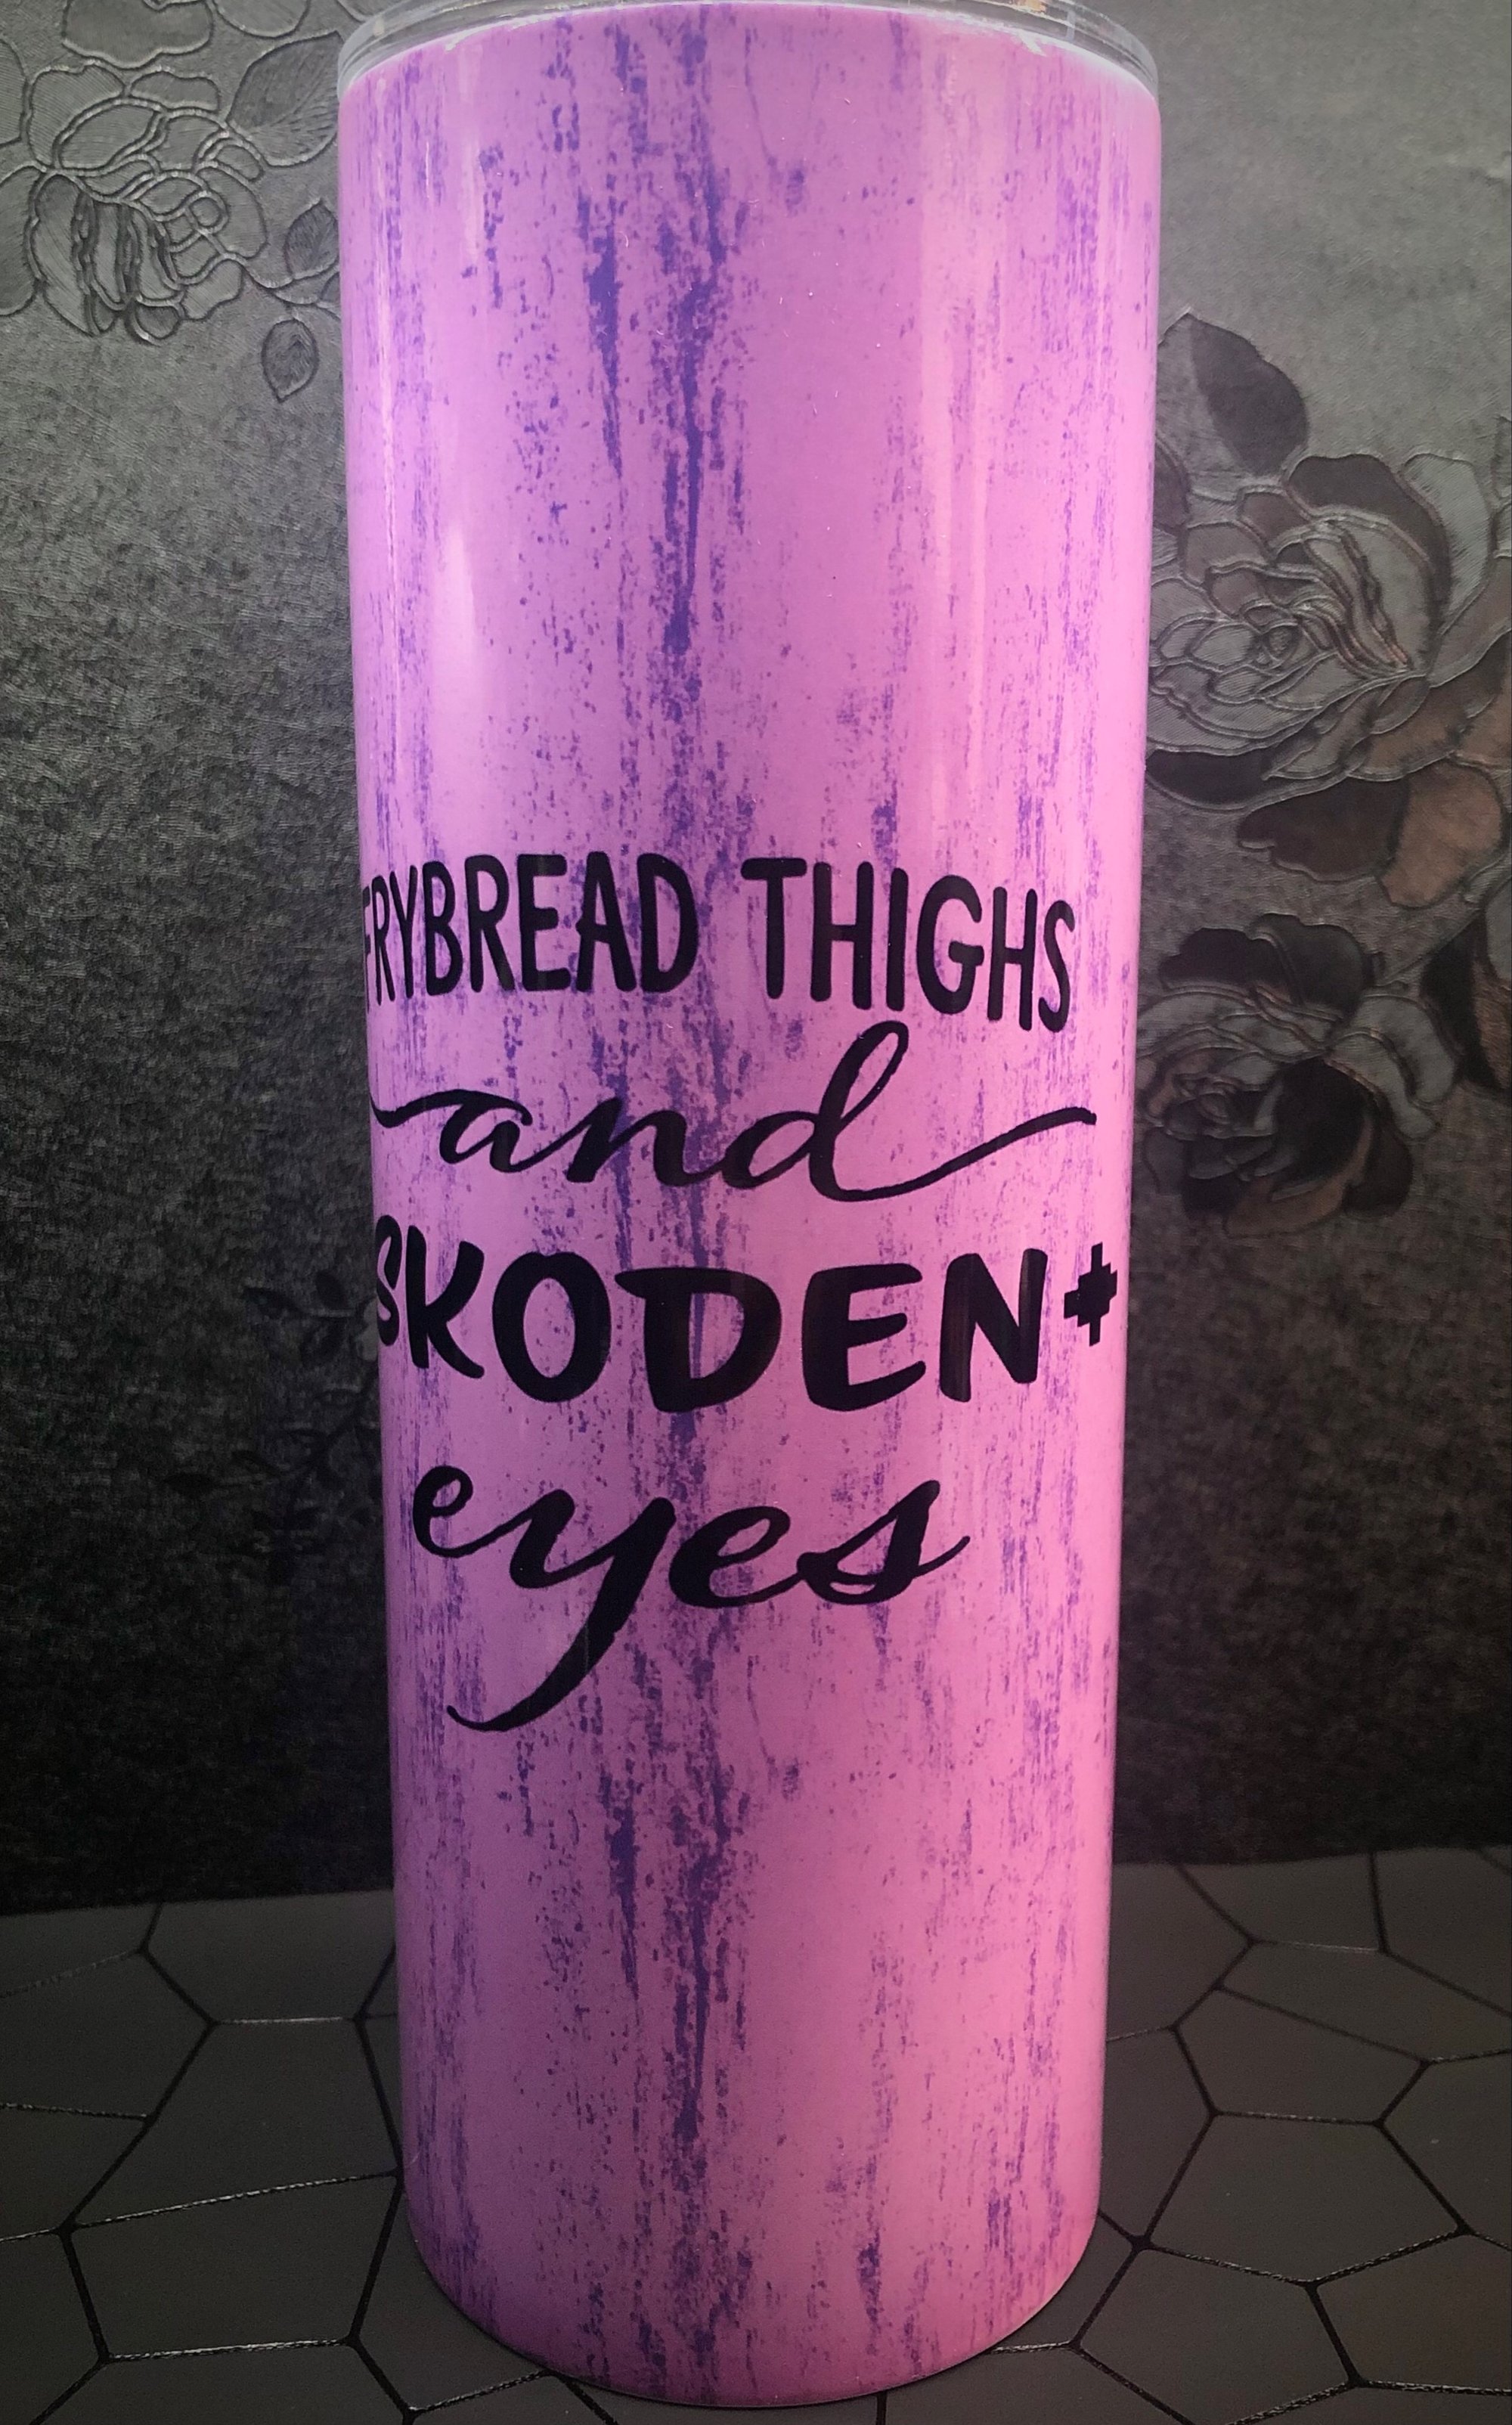 FRYBREAD THIGHS
and
SKODEN
eyes